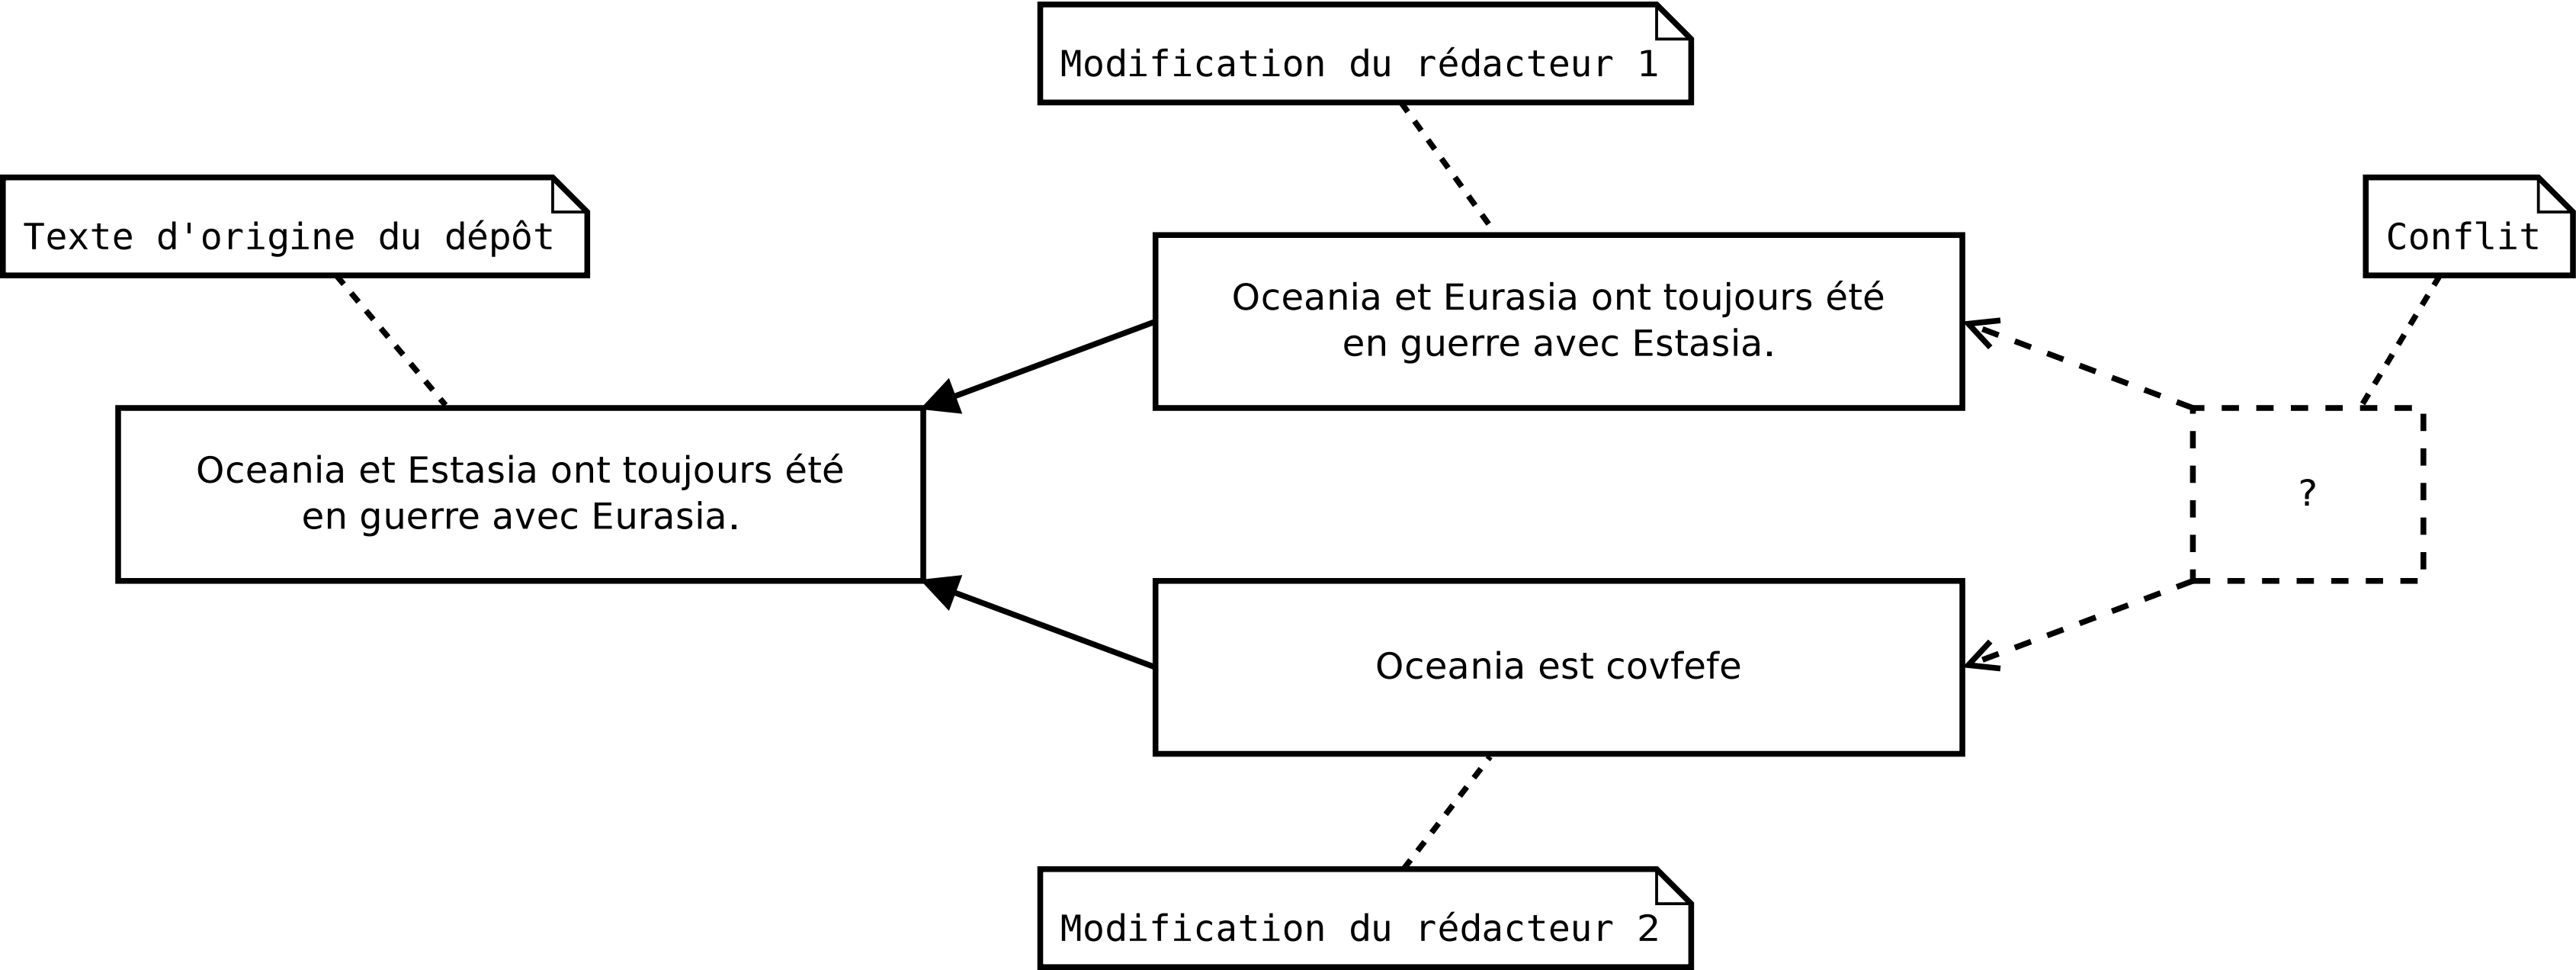 Modification du rédacteur 1
Texte d'origine du dépôt
Conflit
Oceania et Eurasia ont toujours été
en guerre avec Estasia.
Oceania et Estasia ont toujours été
en guerre avec Eurasia.
?
Oceania est covfefe
Modification du rédacteur 2